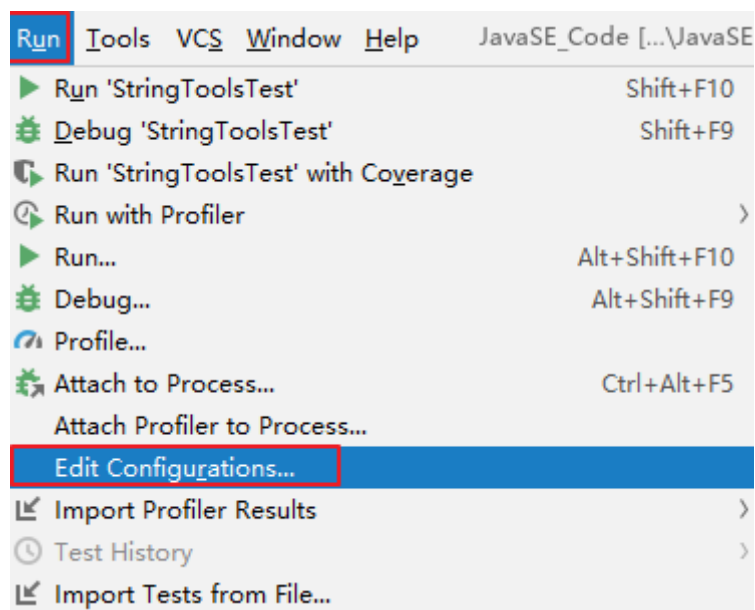 Run Tools VCS Window Help JavaSE_Code [...\JavaSE
Run 'StringToolsTest' Shift+F10
Debug 'StringToolsTest' Shift+F9
Run 'StringToolsTest' with Coverage
Run with Profiler
Run... Alt+Shift+F10
Debug... Alt+Shift+F9
Profile...
Attach to Process... Ctrl+Alt+F5
Attach Profiler to Process...
Edit Configurations...
Import Profiler Results
Test History
Import Tests from File...